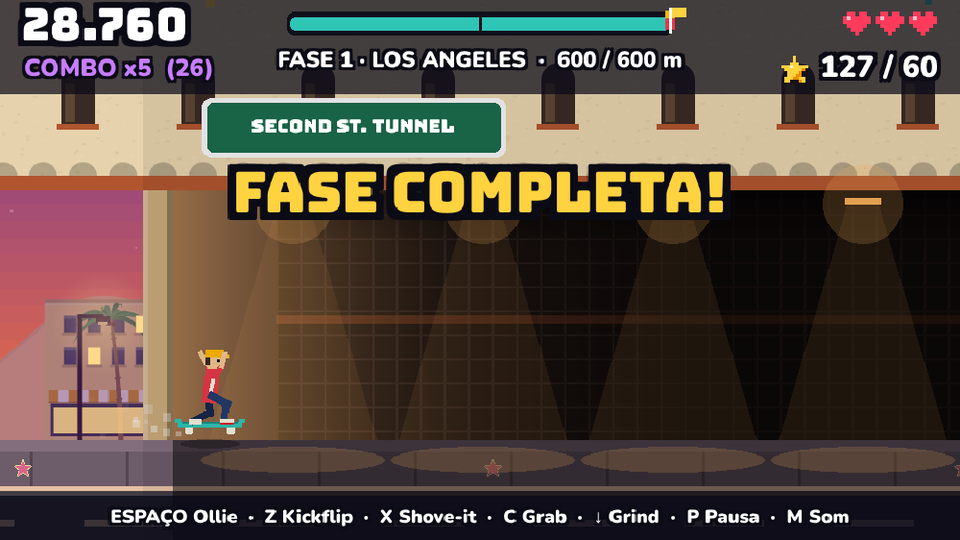 28.760
COMBO x5 (26)
FASE 1 · LOS ANGELES · 600 / 600 m
127 / 60
SECOND ST. TUNNEL
FASE COMPLETA!
ESPAÇO Ollie · Z Kickflip · X Shove-it · C Grab · ↓ Grind · P Pausa · M Som